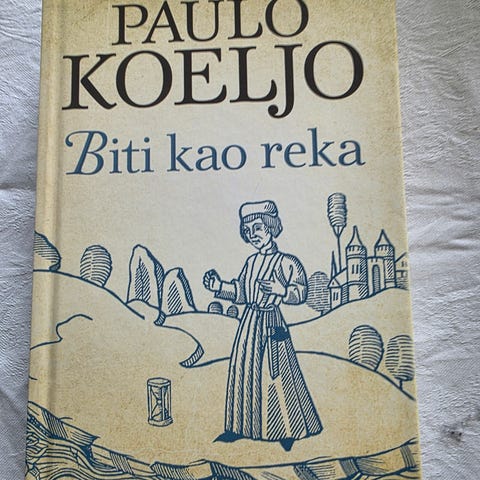 PAULO
KOELJO
Biti kao reka